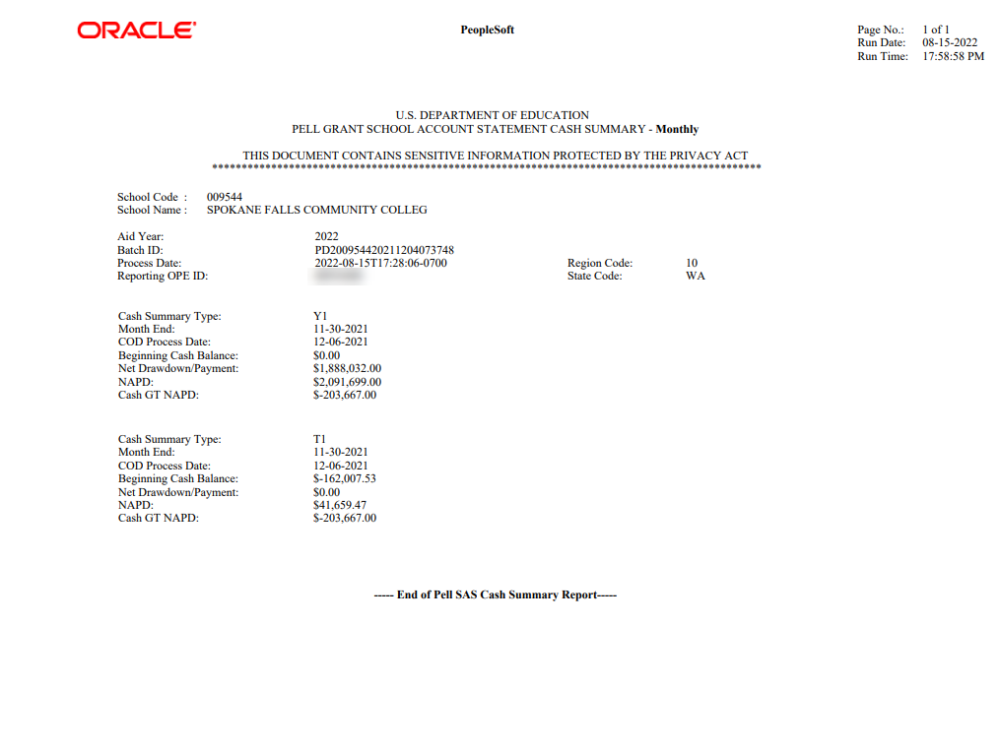 ORACLE®
PeopleSoft
Page No.: 1 of 1
Run Date: 08-15-2022
Run Time: 17:58:58 PM
U.S. DEPARTMENT OF EDUCATION
PELL GRANT SCHOOL ACCOUNT STATEMENT CASH SUMMARY - Monthly
THIS DOCUMENT CONTAINS SENSITIVE INFORMATION PROTECTED BY THE PRIVACY ACT
*********************************************************************************************
School Code : 009544
School Name : SPOKANE FALLS COMMUNITY COLLEG
Aid Year: 2022
Batch ID: PD200954420211204073748
Process Date: 2022-08-15T17:28:06-0700 Region Code: 10
Reporting OPE ID: State Code: WA
Cash Summary Type: Y1
Month End: 11-30-2021
COD Process Date: 12-06-2021
Beginning Cash Balance: $0.00
Net Drawdown/Payment: $1,888,032.00
NAPD: $2,091,699.00
Cash GT NAPD: $-203,667.00
Cash Summary Type: T1
Month End: 11-30-2021
COD Process Date: 12-06-2021
Beginning Cash Balance: $-162,007.53
Net Drawdown/Payment: $0.00
NAPD: $41,659.47
Cash GT NAPD: $-203,667.00
----- End of Pell SAS Cash Summary Report-----